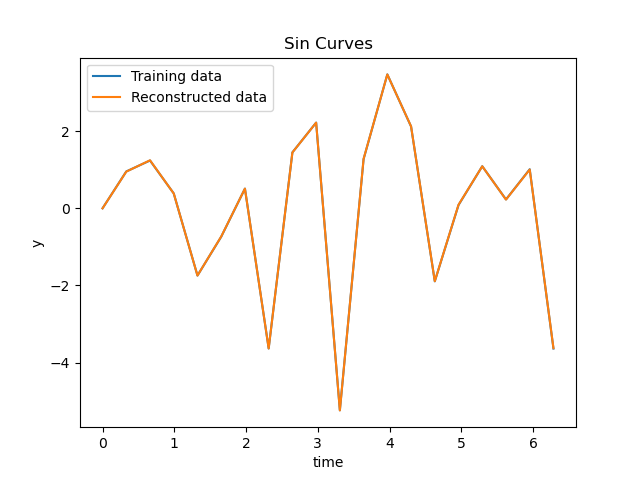 Sin Curves
Training data
Reconstructed data
2
0
−2
−4
y
0 1 2 3 4 5 6
time